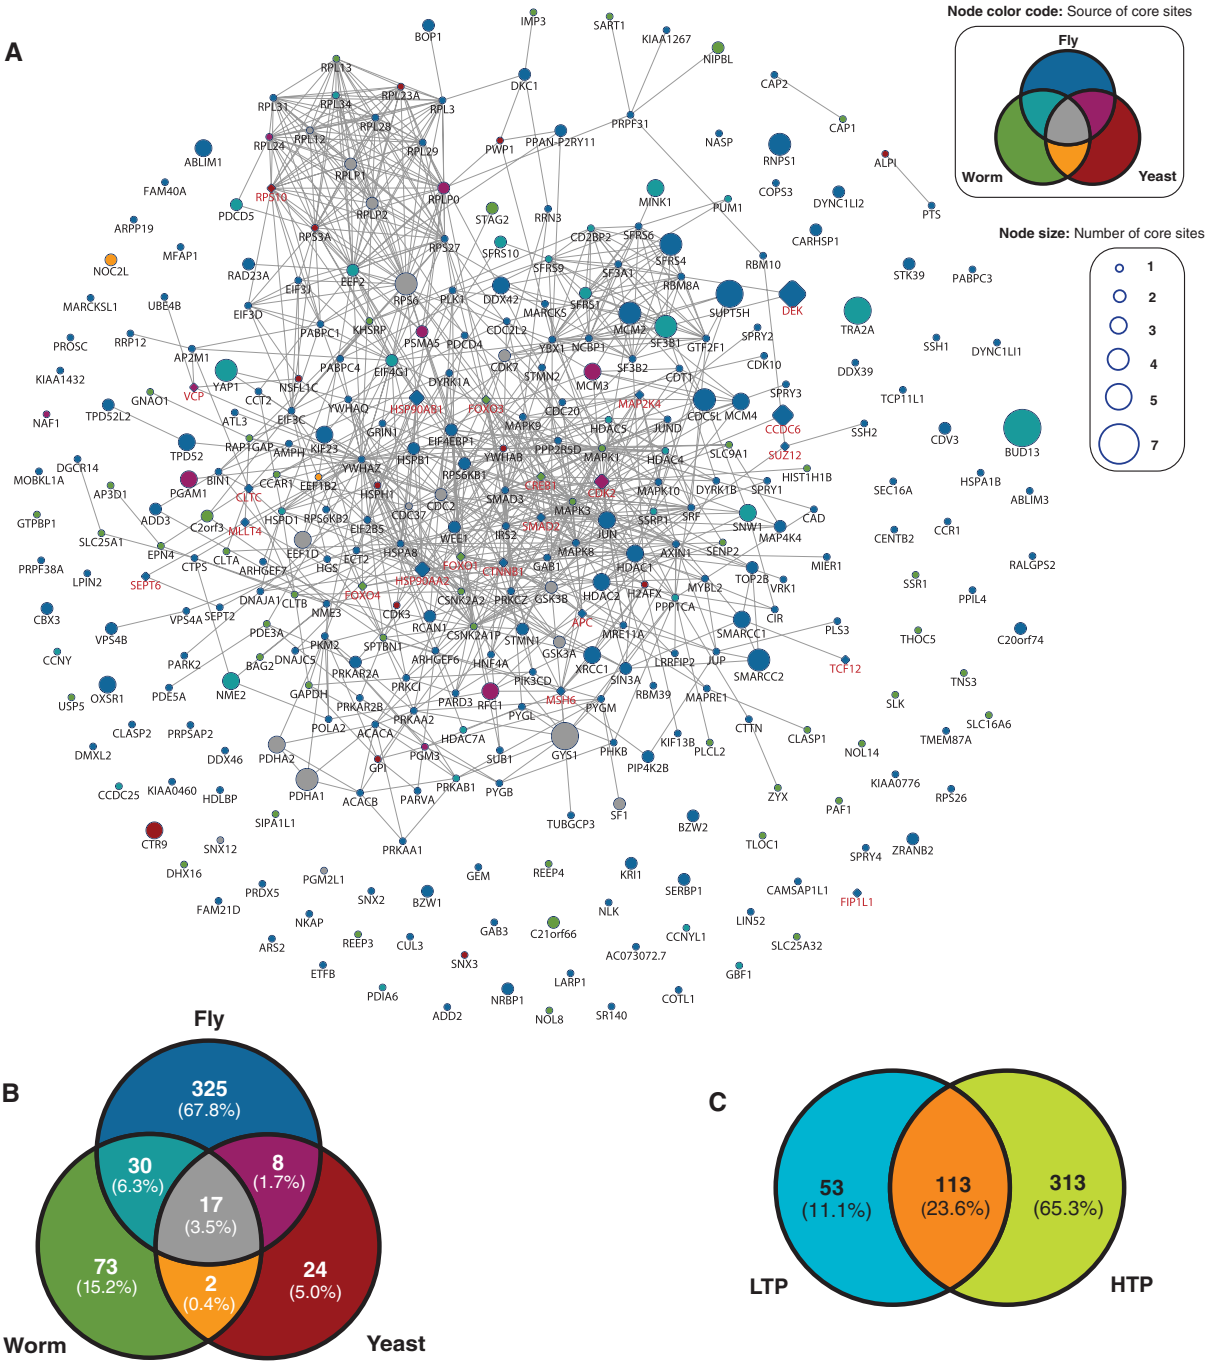 A
Node color code: Source of core sites
Fly
Worm
Yeast
Node size: Number of core sites
1
2
3
4
5
7
BOP1
IMP3
SART1
KIAA1267
NIPBL
RPL13
DKC1
CAP2
RPL23A
RPL31
RPL34
RPL3
CAP1
RPL28
PRPF31
RPL24
RPL12
RPL29
PWP1
PPAN-P2RY11
NASP
ABLIM1
RNPS1
ALPI
RPLP1
FAM40A
RPS10
RPLP0
MINK1
COPS3
DYNC1LI2
PDCD5
RPLP2
STAG2
RRN3
PUM1
PTS
ARPP19
RPS3A
CD2BP2
SFRS6
CARHSP1
MFAP1
RPS27
SFRS10
SFRS4
NOC2L
RAD23A
EEF2
SFRS9
SF3A1
RBM10
STK39
PABPC3
EIF3J
RPS6
PLK1
DDX42
RBM8A
MARCKSL1
UBE4B
EIF3D
SFRS1
MARCKS
SUPT5H
DEK
TRA2A
PABPC1
KHSRP
CDC2L2
MCM2
PROSC
RRP12
PSMA5
PDCD4
YBX1
NCBP1
SF3B1
GTF2F1
SPRY2
SSH1
DYNC1LI1
AP2M1
PABPC4
EIF4G1
CDK7
SF3B2
CDK10
DDX39
KIAA1432
YAP1
NSFL1C
DYRK1A
STMN2
MCM3
CDT1
GNAO1
VCP
CCT2
YWHAQ
HSP90AB1
FOXO3
CDC20
MAP2K4
CDC5L
MCM4
SPRY3
TCP11L1
NAF1
TPD52L2
ATL3
EIF3C
GRIN1
MAPK9
HDAC5
JUND
CCDC6
SSH2
CDV3
BUD13
TPD52
RAP1GAP
AMPH
KIF23
EIF4EBP1
PPP2R5D
HSPB1
YWHAB
MAPK1
HDAC4
SLC9A1
SUZ12
DGCR14
YWHAZ
RPS6KB1
HIST1H1B
MOBKL1A
PGAM1
BIN1
CCAR1
EEF1B2
CREB1
SEC16A
HSPA1B
AP3D1
CLTC
HSPH1
CDC2
SMAD3
CDK2
MAPK10
DYRK1B
SPRY1
ABLIM3
GTPBP1
ADD3
C2orf3
HSPD1
RPS6KB2
CDC37
MAPK3
CAD
MLLT4
EIF2B5
SMAD2
SSRP1
SRF
SNW1
SLC25A1
EEF1D
WEE1
IRS2
JUN
MAP4K4
CENTB2
CCR1
EPN4
CLTA
ECT2
HSPA8
MAPK8
AXIN1
SENP2
PRPF38A
CTPS
ARHGEF7
HGS
FOXO1
GAB1
HDAC1
MIER1
RALGPS2
LPIN2
SEPT6
HSP90AA2
CTNNB1
TOP2B
SSR1
DNAJA1
FOXO4
CSNK2A2
PRKCZ
GSK3B
HDAC2
H2AFX
MYBL2
VRK1
PPIL4
CBX3
VPS4A
SEPT2
CLTB
NME3
CDK3
PPP1CA
CIR
VPS4B
RCAN1
APC
SMARCC1
PLS3
PDE3A
PKM2
CSNK2A1P
STMN1
MRE11A
THOC5
C20orf74
CCNY
PARK2
BAG2
DNAJC5
SPTBN1
ARHGEF6
GSK3A
LRRFIP2
JUP
PRKAR2A
HNF4A
XRCC1
SMARCC2
TCF12
TNS3
OXSR1
NME2
PIK3CD
SIN3A
USP5
PDE5A
GAPDH
PRKCI
RBM39
MAPRE1
SLK
PRKAR2B
PARD3
RFC1
MSH6
PYGM
SLC16A6
CLASP2
PRPSAP2
POLA2
PRKAA2
PYGL
CTTN
ACACA
HDAC7A
KIF13B
CLASP1
TMEM87A
DMXL2
DDX46
PDHA2
PGM3
SUB1
GYS1
PHKB
PLCL2
NOL14
GPI
PIP4K2B
CCDC25
KIAA0460
HDLBP
PDHA1
ACACB
PARVA
PRKAB1
PYGB
KIAA0776
ZYX
RPS26
SIPA1L1
TUBGCP3
SF1
PAF1
CTR9
SNX12
PRKAA1
BZW2
TLOC1
ZRANB2
DHX16
PGM2L1
GEM
REEP4
KRI1
SPRY4
PRDX5
SNX2
BZW1
SERBP1
CAMSAP1L1
FIP1L1
FAM21D
NKAP
NLK
LIN52
ARS2
REEP3
CUL3
GAB3
C21orf66
CCNYL1
SLC25A32
AC073072.7
ETFB
SNX3
GBF1
LARP1
PDIA6
NRBP1
COTL1
ADD2
NOL8
SR140
B
Fly
325
(67.8%)
30
(6.3%)
8
(1.7%)
17
(3.5%)
73
(15.2%)
2
(0.4%)
24
(5.0%)
Worm
Yeast
C
53
(11.1%)
113
(23.6%)
313
(65.3%)
LTP
HTP